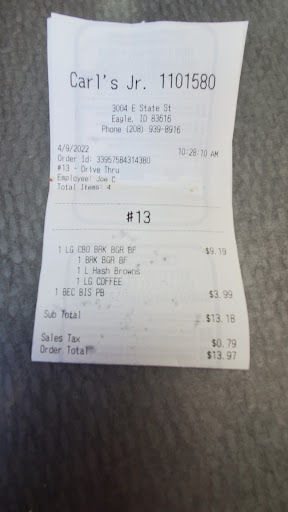 Carl's Jr. 1101580
3004 E State St
Eagle, ID 83616
Phone (208) 939-8916
4/9/2022 10:28:10 AM
Order Id: 33957584314380
#13 - Drive Thru
Employee: Joe C
Total Items: 4
#13
1 LG CBO BRK BGR BF $9.19
1 BRK BGR BF
1 L Hash Browns
1 LG COFFEE
1 BEC BIS PB $3.99
Sub Total $13.18
Sales Tax $0.79
Order Total $13.97